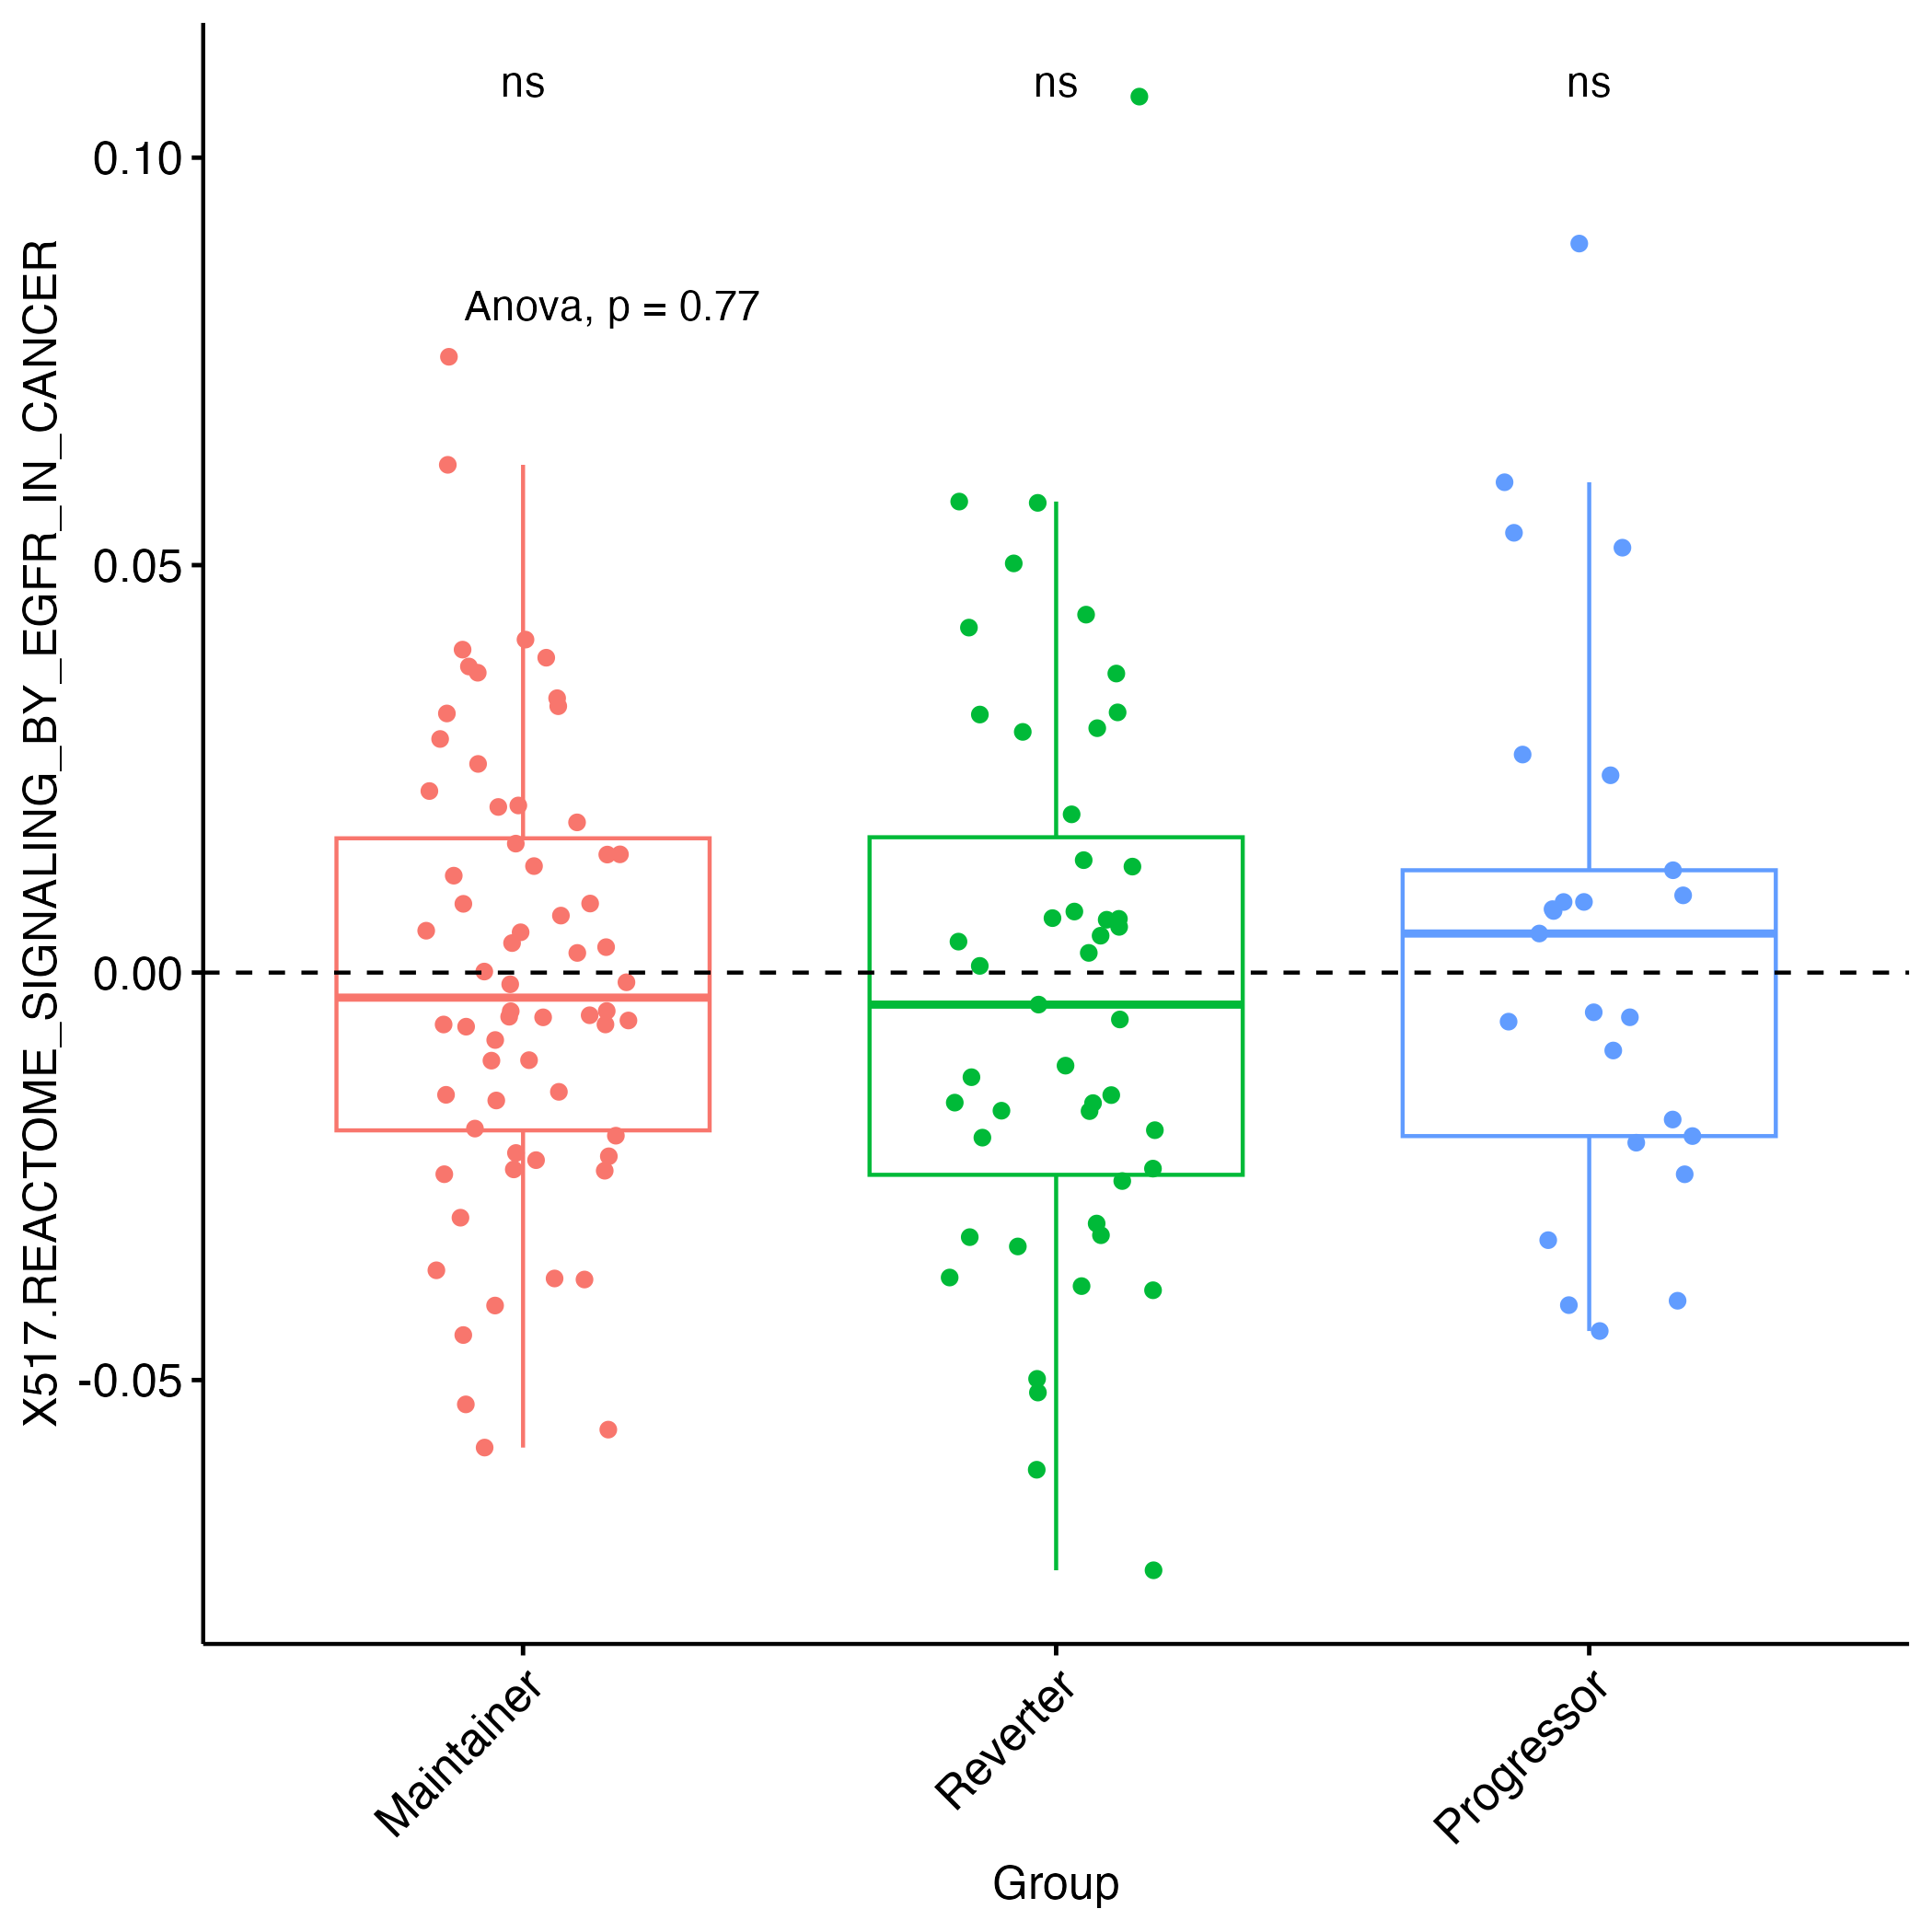 ns ns ns
Anova, p = 0.77
X517.REACTOME_SIGNALING_BY_EGFR_IN_CANCER
0.10
0.05
0.00
-0.05
Maintainer Reverter Progressor
Group